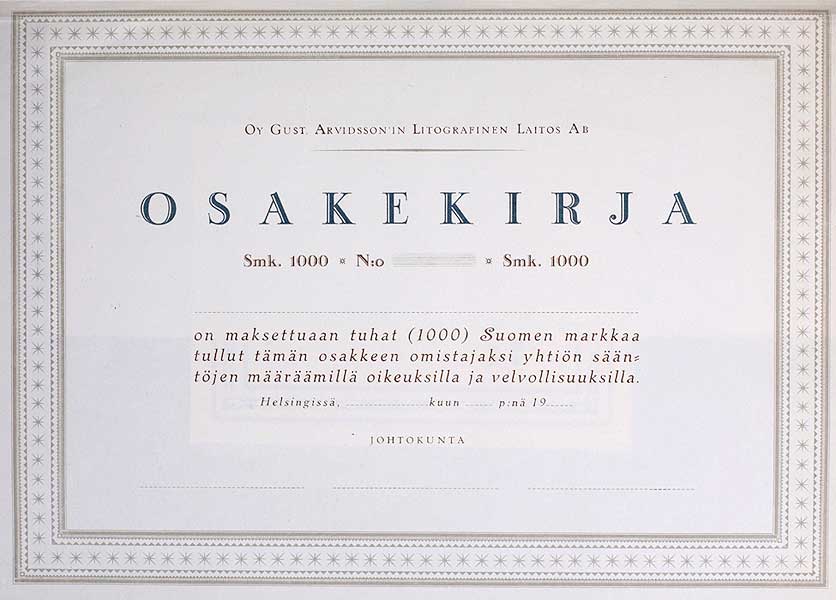 Oy Gust. Arvidsson'in Litografinen Laitos Ab
OSAKEKIRJA
Smk. 1000 ¤ N:o ¤ Smk. 1000
on maksettuaan tuhat (1000) Suomen markkaa
tullut tämän osakkeen omistajaksi yhtiön sään=
töjen määräämillä oikeuksilla ja velvollisuuksilla.
Helsingissä, kuun p:nä 19
JOHTOKUNTA